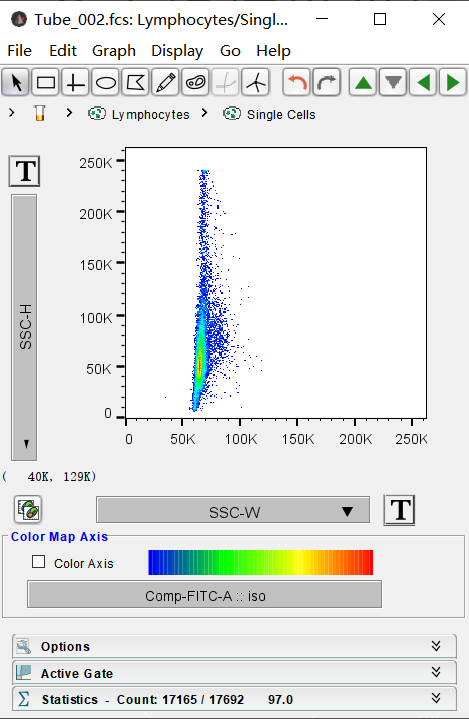 Tube_002.fcs: Lymphocytes/Singl...
File Edit Graph Display Go Help
T
> > Lymphocytes > Single Cells
T
250K
200K
150K
100K
50K
0
SSC-H
0 50K 100K 150K 200K 250K
( 40K, 129K)
SSC-W
T
Color Map Axis
Color Axis
Comp-FITC-A :: iso
Options
Active Gate
Σ Statistics - Count: 17165 / 17692 97.0